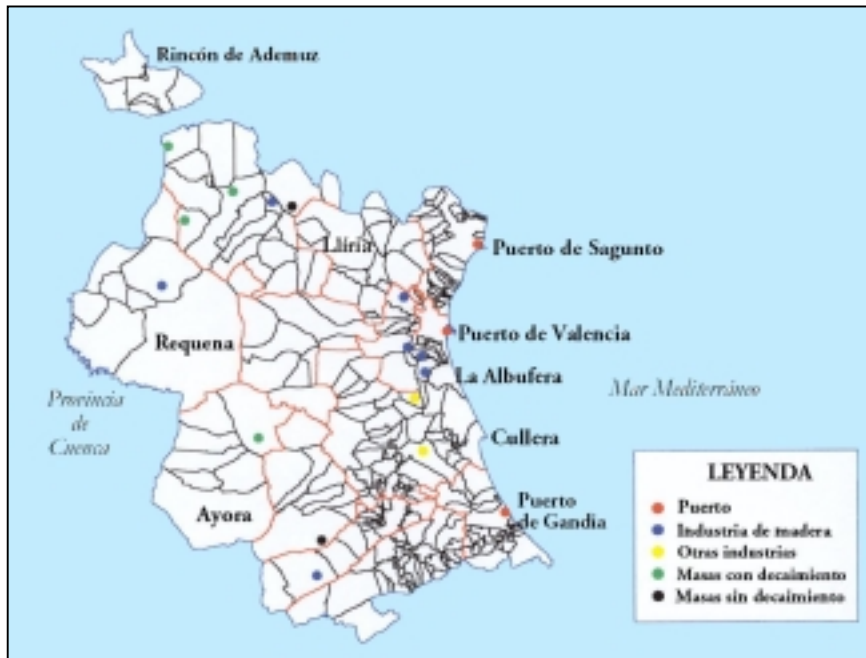 Rincón de Ademuz
Llíria
Puerto de Sagunto
Requena
Puerto de Valencia
La Albufera
Mar Mediterráneo
Provincia
de
Cuenca
Cullera
Ayora
Puerto
de Gandia
LEYENDA
Puerto
Industria de madera
Otras industrias
Masas con decaimiento
Masas sin decaimiento